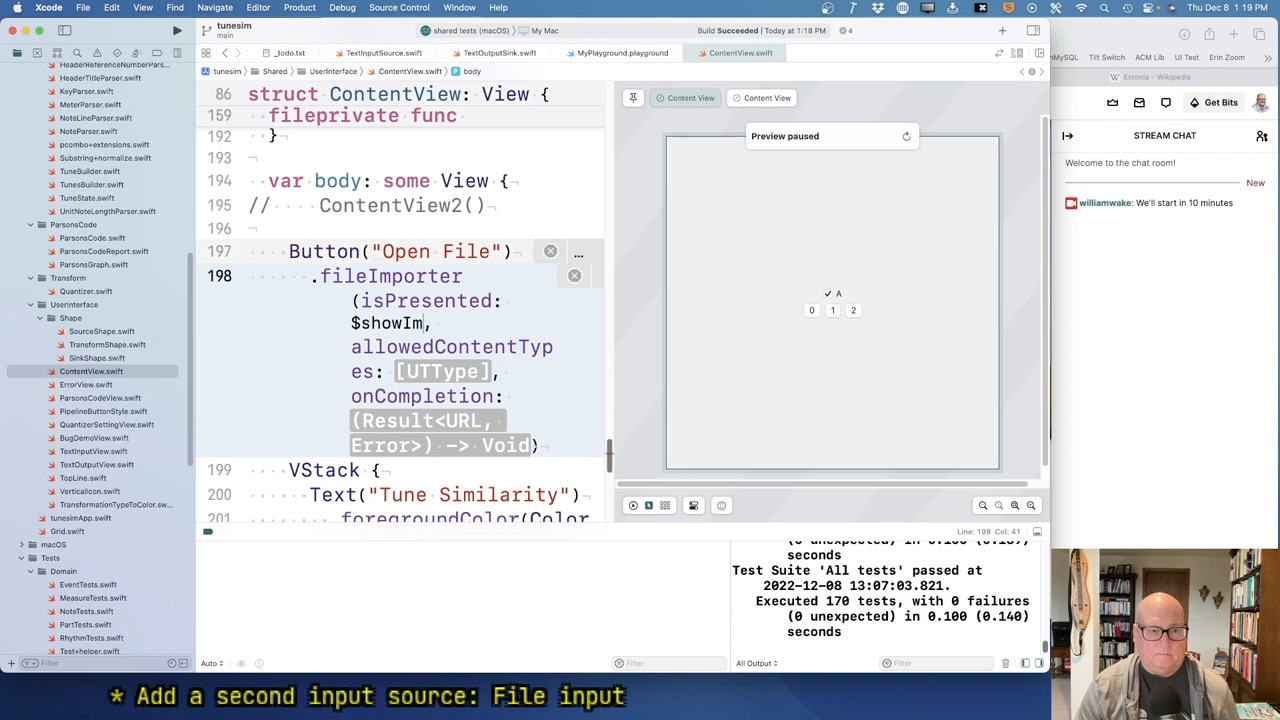 Xcode File Edit View Find Navigate Editor Product Debug Source Control Window Help
tunesim
main
shared tests (macOS) 〉 My Mac
Build Succeeded | Today at 1:18 PM
4
_todo.txt
TextInputSource.swift
TextOutputSink.swift
MyPlayground.playground
ContentView.swift
tunesim 〉 Shared 〉 UserInterface 〉 ContentView.swift 〉 body
HeaderReferenceNumberPars...
HeaderTitleParser.swift
KeyParser.swift
MeterParser.swift
NoteLineParser.swift
NoteParser.swift
pcombo+extensions.swift
Substring+normalize.swift
TuneBuilder.swift
TunesBuilder.swift
TuneState.swift
UnitNoteLengthParser.swift
ParsonsCode
ParsonsCode.swift
ParsonsCodeReport.swift
ParsonsGraph.swift
Transform
Quantizer.swift
UserInterface
Shape
SourceShape.swift
TransformShape.swift
SinkShape.swift
ContentView.swift
ErrorView.swift
ParsonsCodeView.swift
PipelineButtonStyle.swift
QuantizerSettingView.swift
BugDemoView.swift
TextInputView.swift
TextOutputView.swift
TopLine.swift
VerticalIcon.swift
TransformationTypeToColor.sw...
tunesimApp.swift
Grid.swift
macOS
Tests
Domain
EventTests.swift
MeasureTests.swift
NoteTests.swift
PartTests.swift
RhythmTests.swift
Test+helper.swift
Filter
86 struct ContentView: View {
159 fileprivate func
192 }
193
194 var body: some View {
195 // ContentView2()
196
197 Button("Open File") ...
198 .fileImporter
(isPresented:
$showIm,
allowedContentTyp
es: [UTType],
onCompletion:
(Result<URL,
Error>) -> Void)
199 VStack {
200 Text("Tune Similarity")
201 .foregroundColor(Color
Content View
Content View
Preview paused
A
0 1 2
Line: 198 Col: 41
(0 unexpected) in 0.100 (0.139)
seconds
Test Suite 'All tests' passed at
2022-12-08 13:07:03.821.
Executed 170 tests, with 0 failures
(0 unexpected) in 0.100 (0.140)
seconds
Auto
Filter
All Output
Filter
MySQL Tilt Switch ACM Lib UI Test Erin Zoom
Estonia - Wikipedia
Get Bits
STREAM CHAT
Welcome to the chat room!
New
williamwake: We'll start in 10 minutes
* Add a second input source: File input